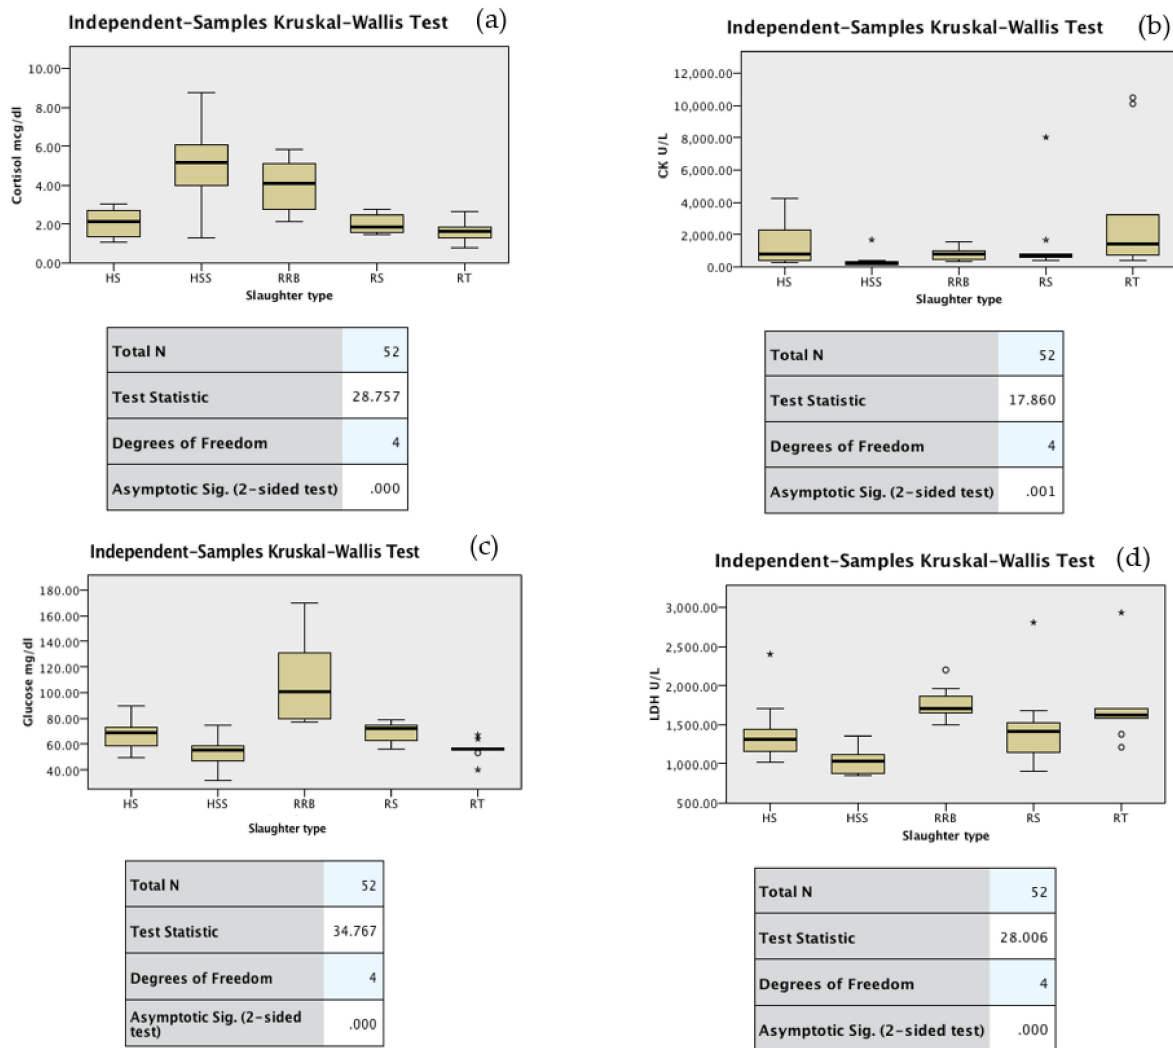 Independent-Samples Kruskal-Wallis Test (a)
10.00
8.00
6.00
4.00
2.00
0.00
Cortisol mcg/dl
HS HSS RRB RS RT
Slaughter type
Total N 52
Test Statistic 28.757
Degrees of Freedom 4
Asymptotic Sig. (2-sided test) .000
Independent-Samples Kruskal-Wallis Test (b)
12,000.00
10,000.00
8,000.00
6,000.00
4,000.00
2,000.00
0.00
CK U/L
HS HSS RRB RS RT
Slaughter type
Total N 52
Test Statistic 17.860
Degrees of Freedom 4
Asymptotic Sig. (2-sided test) .001
Independent-Samples Kruskal-Wallis Test (c)
180.00
160.00
140.00
120.00
100.00
80.00
60.00
40.00
Glucose mg/dl
HS HSS RRB RS RT
Slaughter type
Total N 52
Test Statistic 34.767
Degrees of Freedom 4
Asymptotic Sig. (2-sided
test) .000
Independent-Samples Kruskal-Wallis Test (d)
3,000.00
2,500.00
2,000.00
1,500.00
1,000.00
500.00
LDH U/L
HS HSS RRB RS RT
Slaughter type
Total N 52
Test Statistic 28.006
Degrees of Freedom 4
Asymptotic Sig. (2-sided test) .000